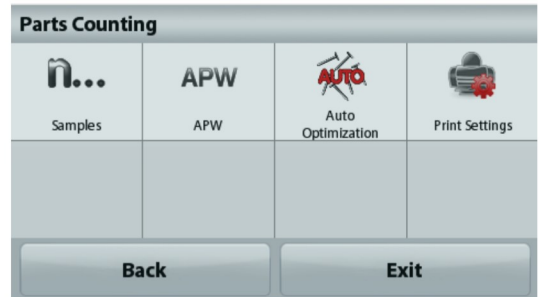 Parts Counting
n...
APW
AUTO
Samples
APW
Auto
Optimization
Print Settings
Back
Exit